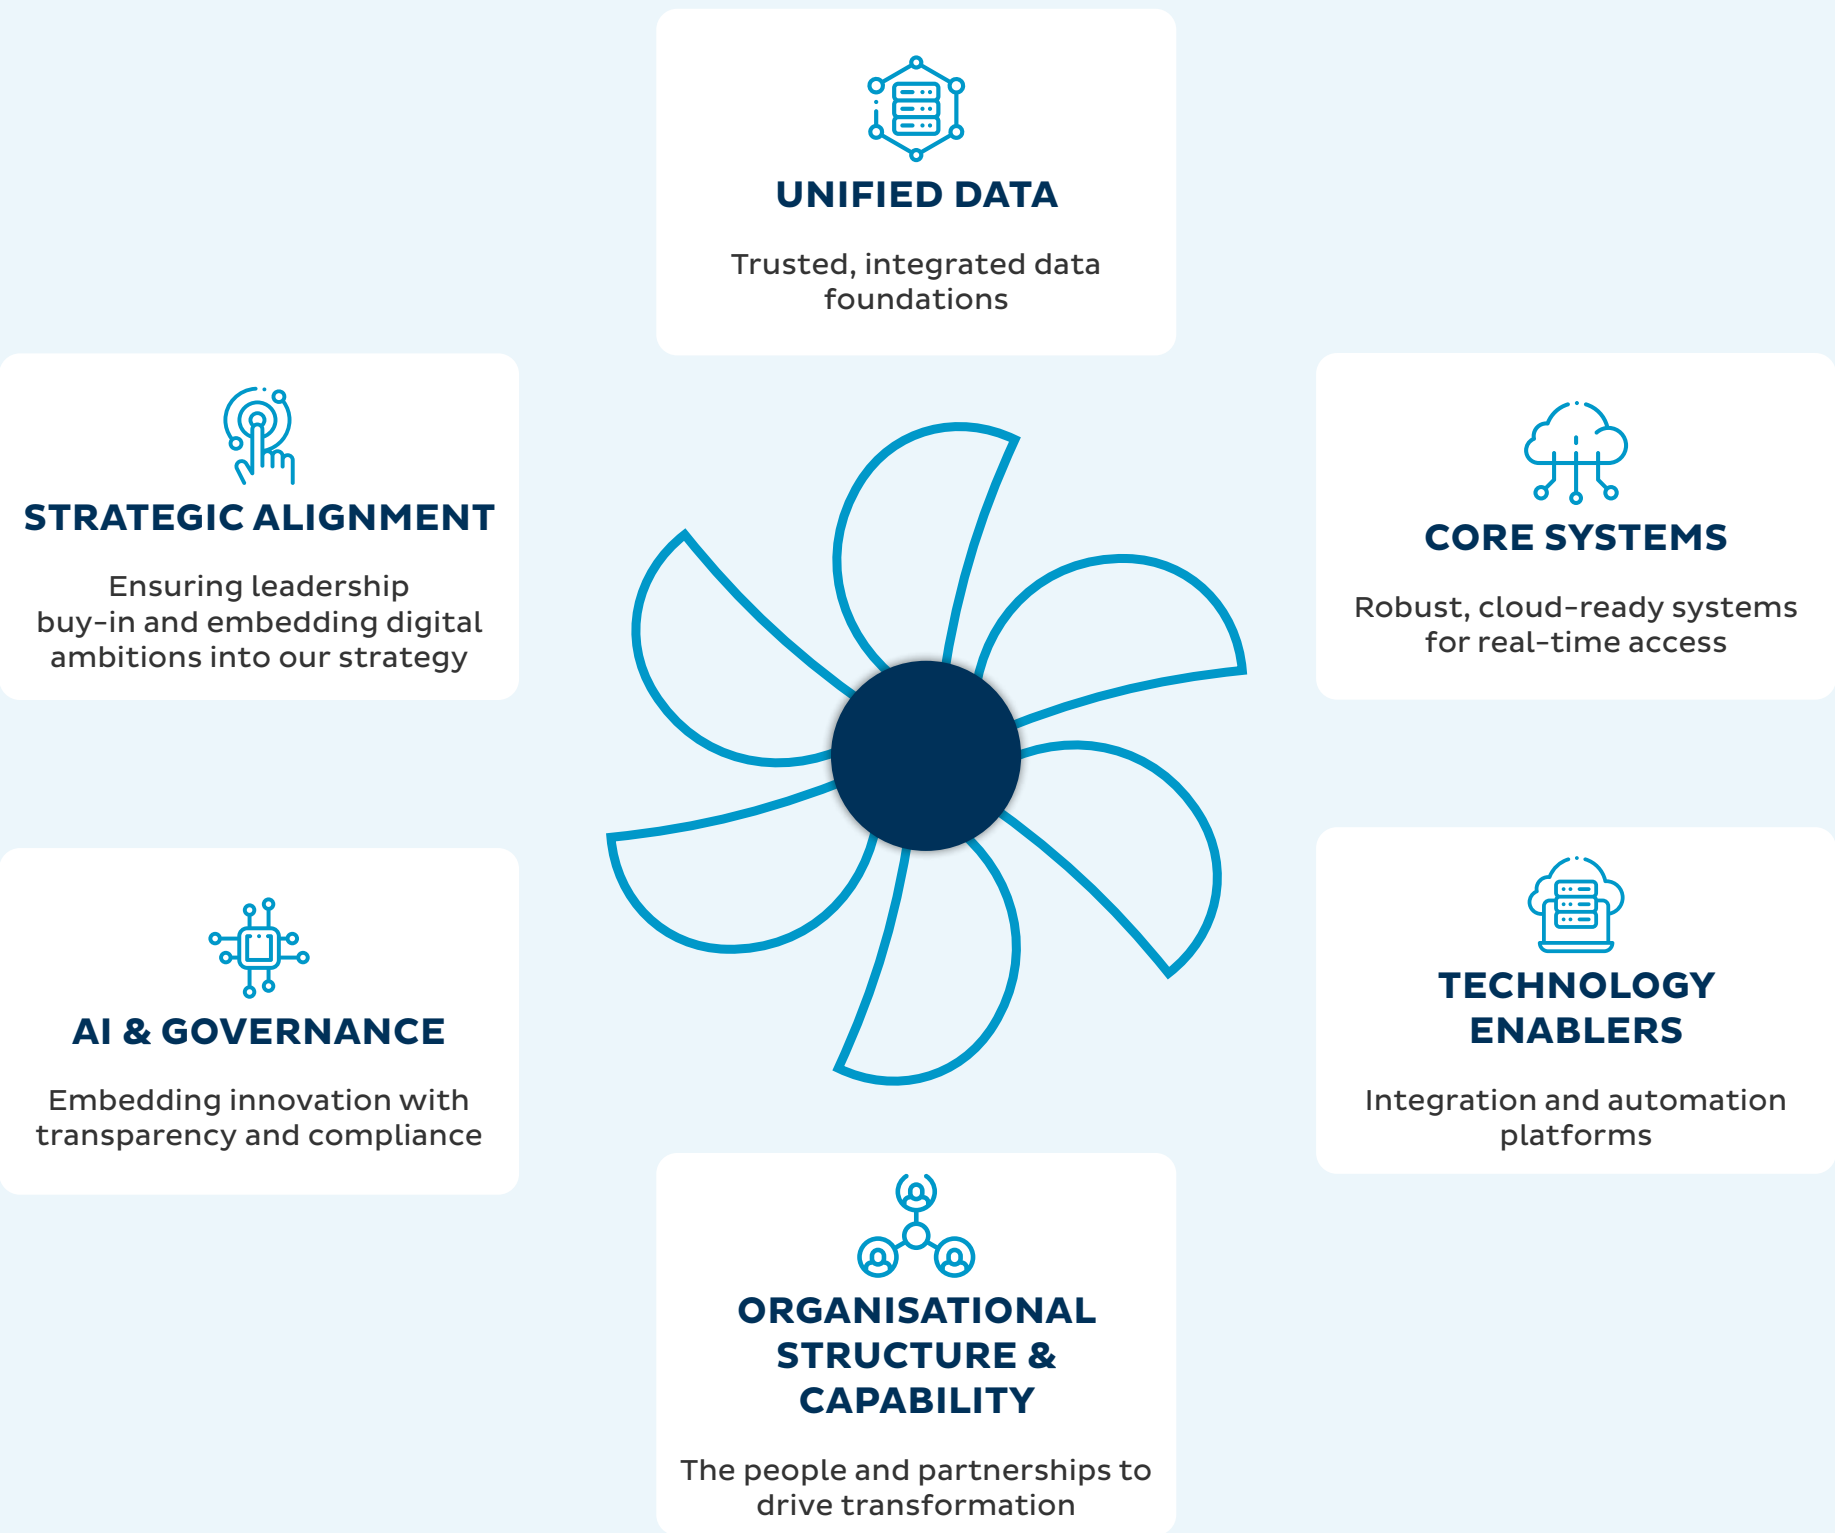 UNIFIED DATA
Trusted, integrated data
foundations
STRATEGIC ALIGNMENT
Ensuring leadership
buy-in and embedding digital
ambitions into our strategy
CORE SYSTEMS
Robust, cloud-ready systems
for real-time access
AI & GOVERNANCE
Embedding innovation with
transparency and compliance
TECHNOLOGY
ENABLERS
Integration and automation
platforms
ORGANISATIONAL
STRUCTURE &
CAPABILITY
The people and partnerships to
drive transformation